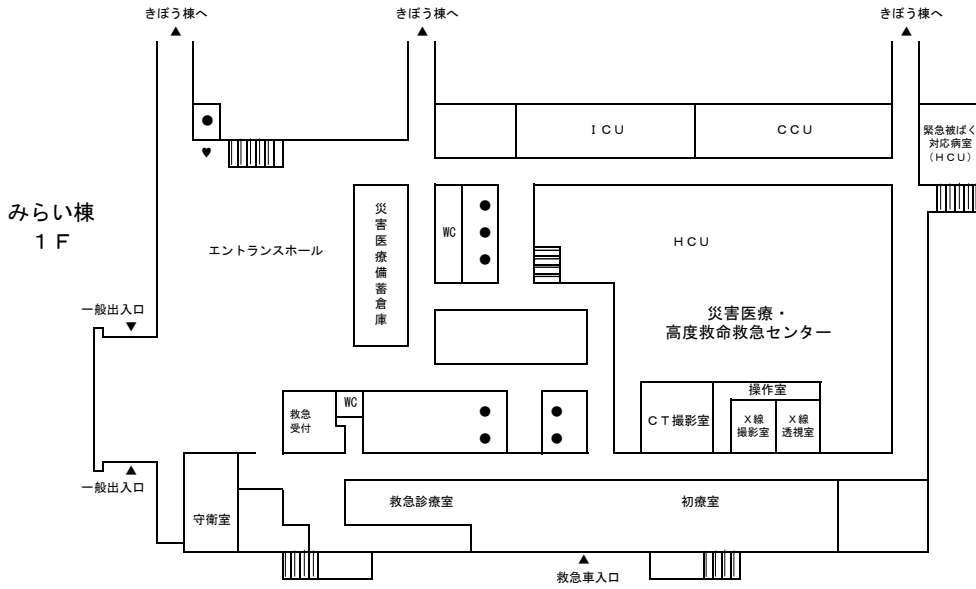 きぼう棟へ
きぼう棟へ
きぼう棟へ
ＩＣＵ
ＣＣＵ
緊急被ばく
対応病室
（ＨＣＵ）
みらい棟
１Ｆ
エントランスホール
災害医療備蓄倉庫
WC
ＨＣＵ
災害医療・
高度救命救急センター
一般出入口
救急
受付
WC
操作室
ＣＴ撮影室
Ｘ線
撮影室
Ｘ線
透視室
一般出入口
守衛室
救急診療室
初療室
救急車入口